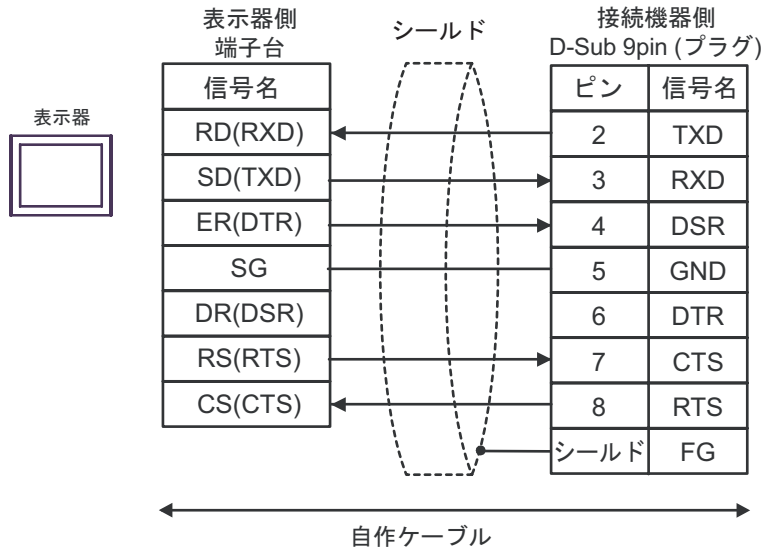 表示器側
端子台
シールド
接続機器側
D-Sub 9pin (プラグ)
表示器
信号名
ピン 信号名
RD(RXD) 2 TXD
SD(TXD) 3 RXD
ER(DTR) 4 DSR
SG 5 GND
DR(DSR) 6 DTR
RS(RTS) 7 CTS
CS(CTS) 8 RTS
シールド FG
自作ケーブル